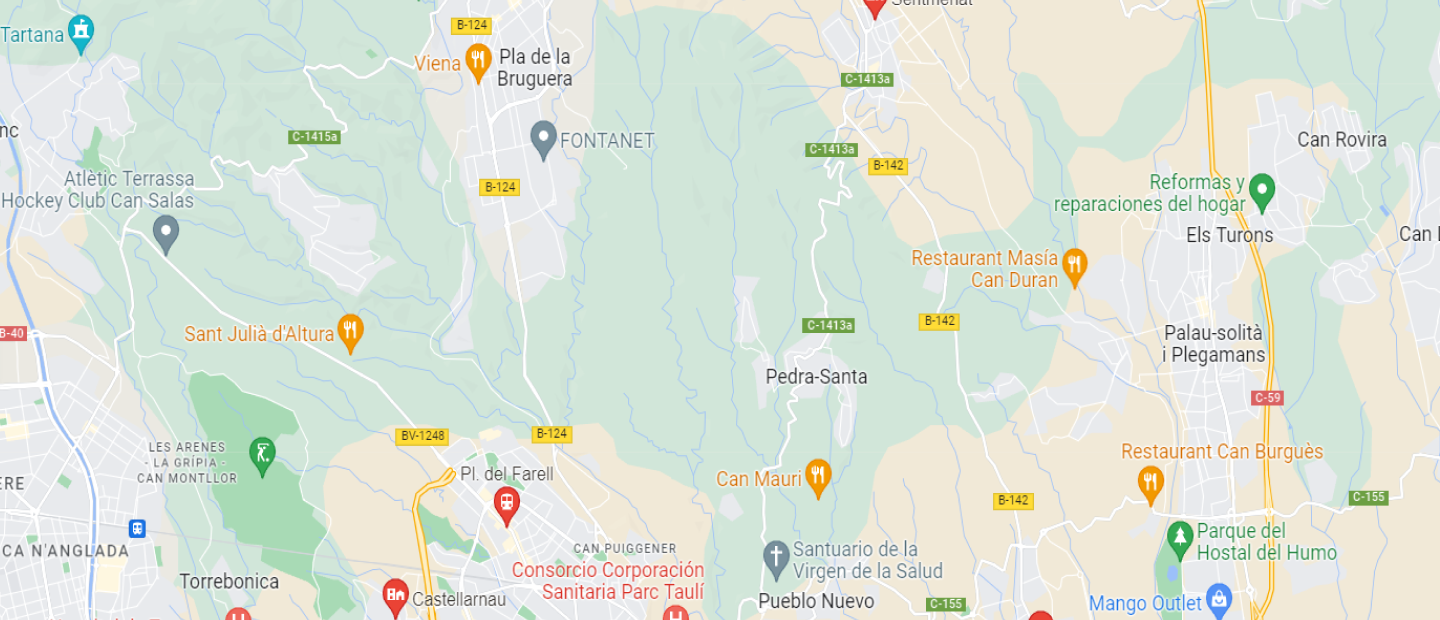 Sentmenat
B-124
Tartana
Viena
Pla de la
Bruguera
C-1413a
C-1415a
FONTANET
C-1413a
B-142
Can Rovira
Atlètic Terrassa
Hockey Club Can Salas
B-124
Reformas y
reparaciones del hogar
Els Turons
Restaurant Masía
Can Duran
B-40
Sant Julià d'Altura
C-1413a
B-142
Palau-solità
i Plegamans
Pedra-Santa
C-59
BV-1248
B-124
LES ARENES
- LA GRÍPIA -
CAN MONTLLOR
Pl. del Farell
Can Mauri
Restaurant Can Burguès
B-142
C-155
CA N'ANGLADA
CAN PUIGGENER
Santuario de la
Virgen de la Salud
Parque del
Hostal del Humo
Torrebonica
Consorcio Corporación
Sanitaria Parc Taulí
Castellarnau
Pueblo Nuevo
C-155
Mango Outlet